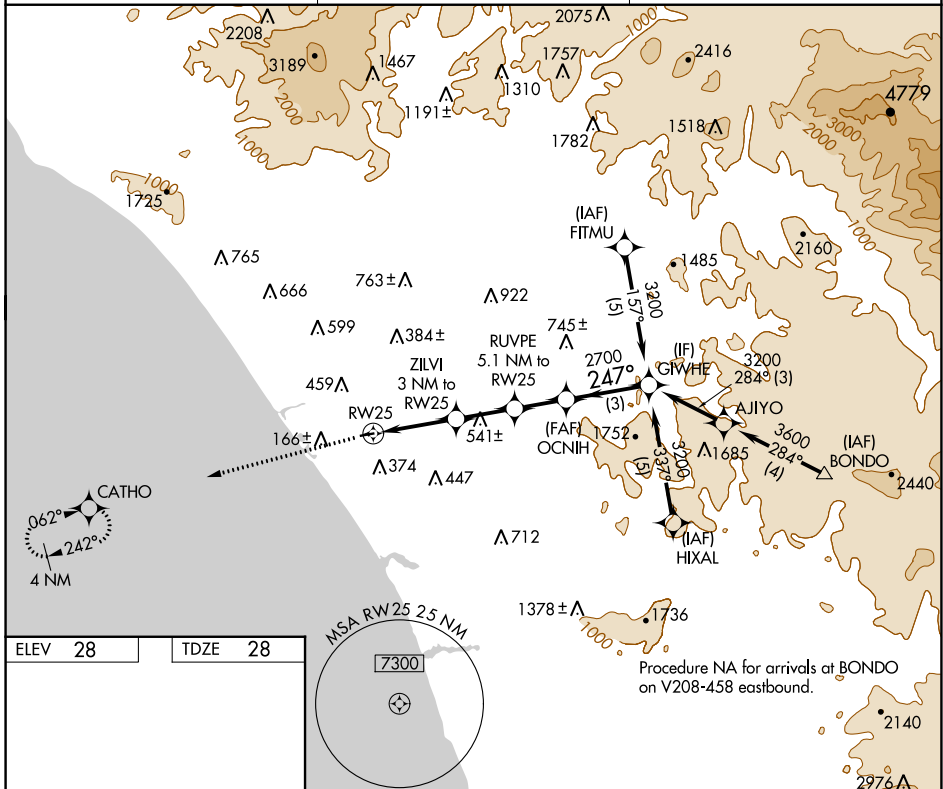 2208
3189
1467
2075
1757
1310
1191±
2000
1000
1000
2416
4779
1782
1518
3000
2000
1000
1000
1725
(IAF)
FITMU
2160
765
1485
763±
666
922
3200
157°
(5)
599
384±
745±
RUVPE
5.1 NM to
RW25
ZILVI
3 NM to
RW25
2700
247°
(3)
(IF)
GIWHE
3200
284° (3)
459
RW25
AJIYO
(FAF)
OCNIH
541±
166±
1752
3200
337°
(5)
1685
3600
284°
(4)
(IAF)
BONDO
2440
374
447
CATHO
062°
242°
4 NM
712
(IAF)
HIXAL
1378±
1736
1000
MSA RW25 25 NM
7300
ELEV 28
TDZE 28
Procedure NA for arrivals at BONDO
on V208-458 eastbound.
2140
2976